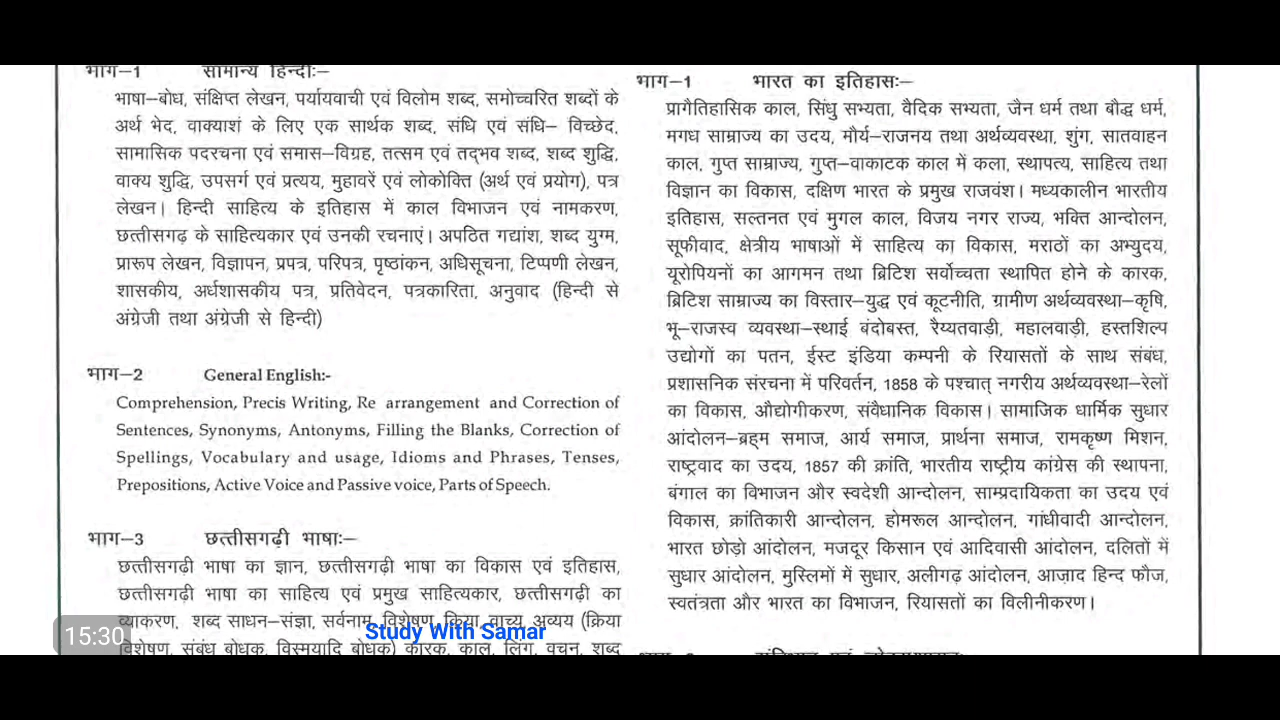 भाग–1 सामान्य हिन्दीः–
भाषा–बोध, संक्षिप्त लेखन, पर्यायवाची एवं विलोम शब्द, समोच्चरित शब्दों के
अर्थ भेद, वाक्याशं के लिए एक सार्थक शब्द, संधि एवं संधि– विच्छेद,
सामासिक पदरचना एवं समास–विग्रह, तत्सम एवं तद्भव शब्द, शब्द शुद्धि,
वाक्य शुद्धि, उपसर्ग एवं प्रत्यय, मुहावरें एवं लोकोक्ति (अर्थ एवं प्रयोग), पत्र
लेखन। हिन्दी साहित्य के इतिहास में काल विभाजन एवं नामकरण,
छत्तीसगढ़ के साहित्यकार एवं उनकी रचनाएं। अपठित गद्यांश, शब्द युग्म,
प्रारूप लेखन, विज्ञापन, प्रपत्र, परिपत्र, पृष्ठांकन, अधिसूचना, टिप्पणी लेखन,
शासकीय, अर्धशासकीय पत्र, प्रतिवेदन, पत्रकारिता, अनुवाद (हिन्दी से
अंग्रेजी तथा अंग्रेजी से हिन्दी)
भाग–2 General English:-
Comprehension, Precis Writing, Re arrangement and Correction of
Sentences, Synonyms, Antonyms, Filling the Blanks, Correction of
Spellings, Vocabulary and usage, Idioms and Phrases, Tenses,
Prepositions, Active Voice and Passive voice, Parts of Speech.
भाग–3 छत्तीसगढ़ी भाषाः–
छत्तीसगढ़ी भाषा का ज्ञान, छत्तीसगढ़ी भाषा का विकास एवं इतिहास,
छत्तीसगढ़ी भाषा का साहित्य एवं प्रमुख साहित्यकार, छत्तीसगढ़ी का
व्याकरण, शब्द साधन–संज्ञा, सर्वनाम, विशेषण, क्रिया, वाच्य, अव्यय (क्रिया
विशेषण, संबंध बोधक, विस्मयादि बोधक) कारक, काल, लिंग, वचन, शब्द
भाग–1 भारत का इतिहासः–
प्रागैतिहासिक काल, सिंधु सभ्यता, वैदिक सभ्यता, जैन धर्म तथा बौद्ध धर्म,
मगध साम्राज्य का उदय, मौर्य–राजनय तथा अर्थव्यवस्था, शुंग, सातवाहन
काल, गुप्त साम्राज्य, गुप्त–वाकाटक काल में कला, स्थापत्य, साहित्य तथा
विज्ञान का विकास, दक्षिण भारत के प्रमुख राजवंश। मध्यकालीन भारतीय
इतिहास, सल्तनत एवं मुगल काल, विजय नगर राज्य, भक्ति आन्दोलन,
सूफीवाद, क्षेत्रीय भाषाओं में साहित्य का विकास, मराठों का अभ्युदय,
यूरोपियनों का आगमन तथा ब्रिटिश सर्वोच्चता स्थापित होने के कारक,
ब्रिटिश साम्राज्य का विस्तार–युद्ध एवं कूटनीति, ग्रामीण अर्थव्यवस्था–कृषि,
भू–राजस्व व्यवस्था–स्थाई बंदोबस्त, रैय्यतवाड़ी, महालवाड़ी, हस्तशिल्प
उद्योगों का पतन, ईस्ट इंडिया कम्पनी के रियासतों के साथ संबंध,
प्रशासनिक संरचना में परिवर्तन, 1858 के पश्चात् नगरीय अर्थव्यवस्था–रेलों
का विकास, औद्योगीकरण, संवैधानिक विकास। सामाजिक धार्मिक सुधार
आंदोलन–ब्रह्म समाज, आर्य समाज, प्रार्थना समाज, रामकृष्ण मिशन,
राष्ट्रवाद का उदय, 1857 की क्रांति, भारतीय राष्ट्रीय कांग्रेस की स्थापना,
बंगाल का विभाजन और स्वदेशी आन्दोलन, साम्प्रदायिकता का उदय एवं
विकास, क्रांतिकारी आन्दोलन, होमरूल आन्दोलन, गांधीवादी आन्दोलन,
भारत छोड़ो आंदोलन, मजदूर किसान एवं आदिवासी आंदोलन, दलितों में
सुधार आंदोलन, मुस्लिमों में सुधार, अलीगढ़ आंदोलन, आज़ाद हिन्द फौज,
स्वतंत्रता और भारत का विभाजन, रियासतों का विलीनीकरण।
15:30
Study With Samar